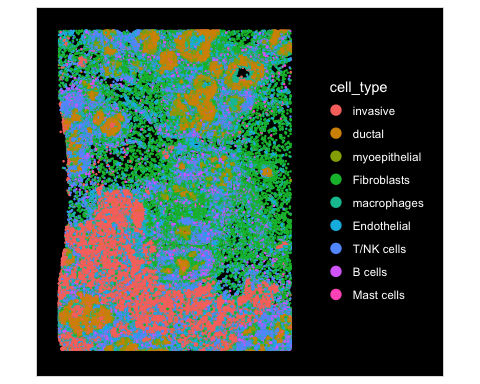 cell_type
invasive
ductal
myoepithelial
Fibroblasts
macrophages
Endothelial
T/NK cells
B cells
Mast cells